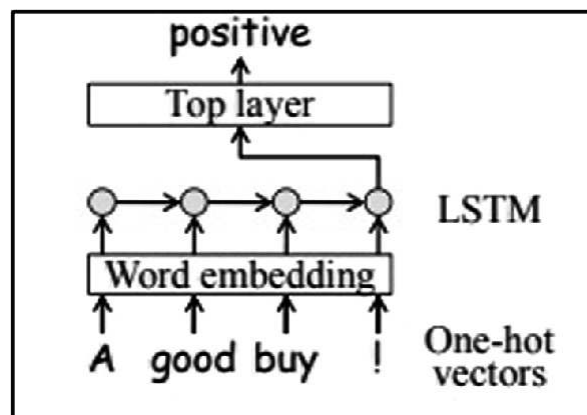 positive
Top layer
LSTM
Word embedding
A good buy !
One-hot
vectors